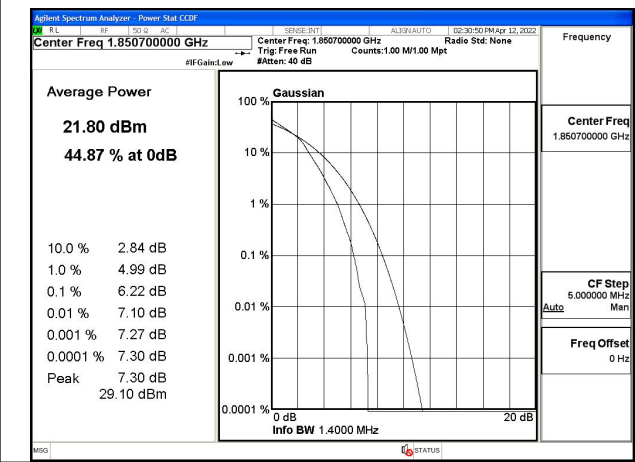 Agilent Spectrum Analyzer - Power Stat CCDF
LXI RL RF 50 Ω AC SENSE:INT ALIGN AUTO 02:30:50 PM Apr 12, 2022
Center Freq 1.850700000 GHz
Center Freq: 1.850700000 GHz Radio Std: None
Trig: Free Run Counts:1.00 M/1.00 Mpt
#IFGain:Low #Atten: 40 dB
Frequency
Average Power
21.80 dBm
44.87 % at 0dB
10.0 % 2.84 dB
1.0 % 4.99 dB
0.1 % 6.22 dB
0.01 % 7.10 dB
0.001 % 7.27 dB
0.0001 % 7.30 dB
Peak 7.30 dB
29.10 dBm
Gaussian
100 %
10 %
1 %
0.1 %
0.01 %
0.001 %
0.0001 %
0 dB 20 dB
Info BW 1.4000 MHz
Center Freq
1.850700000 GHz
CF Step
5.000000 MHz
Auto Man
Freq Offset
0 Hz
MSG STATUS